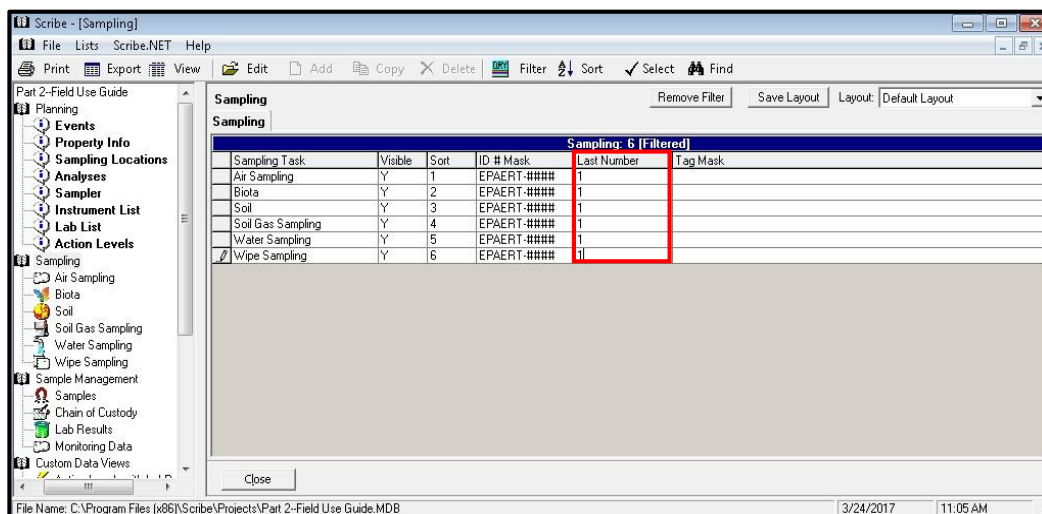 Scribe - [Sampling]
File Lists Scribe.NET Help
Print Export View Edit Add Copy Delete Filter Sort Select Find
Part 2--Field Use Guide
Planning
Events
Property Info
Sampling Locations
Analyses
Sampler
Instrument List
Lab List
Action Levels
Sampling
Air Sampling
Biota
Soil
Soil Gas Sampling
Water Sampling
Wipe Sampling
Sample Management
Samples
Chain of Custody
Lab Results
Monitoring Data
Custom Data Views
Sampling Remove Filter Save Layout Layout: Default Layout
Sampling
Sampling: 6 [Filtered]
Sampling Task Visible Sort ID # Mask Last Number Tag Mask
Air Sampling Y 1 EPAERT-#### 1
Biota Y 2 EPAERT-#### 1
Soil Y 3 EPAERT-#### 1
Soil Gas Sampling Y 4 EPAERT-#### 1
Water Sampling Y 5 EPAERT-#### 1
Wipe Sampling Y 6 EPAERT-#### 1
Close
File Name: C:\Program Files (x86)\Scribe\Projects\Part 2--Field Use Guide.MDB 3/24/2017 11:05 AM